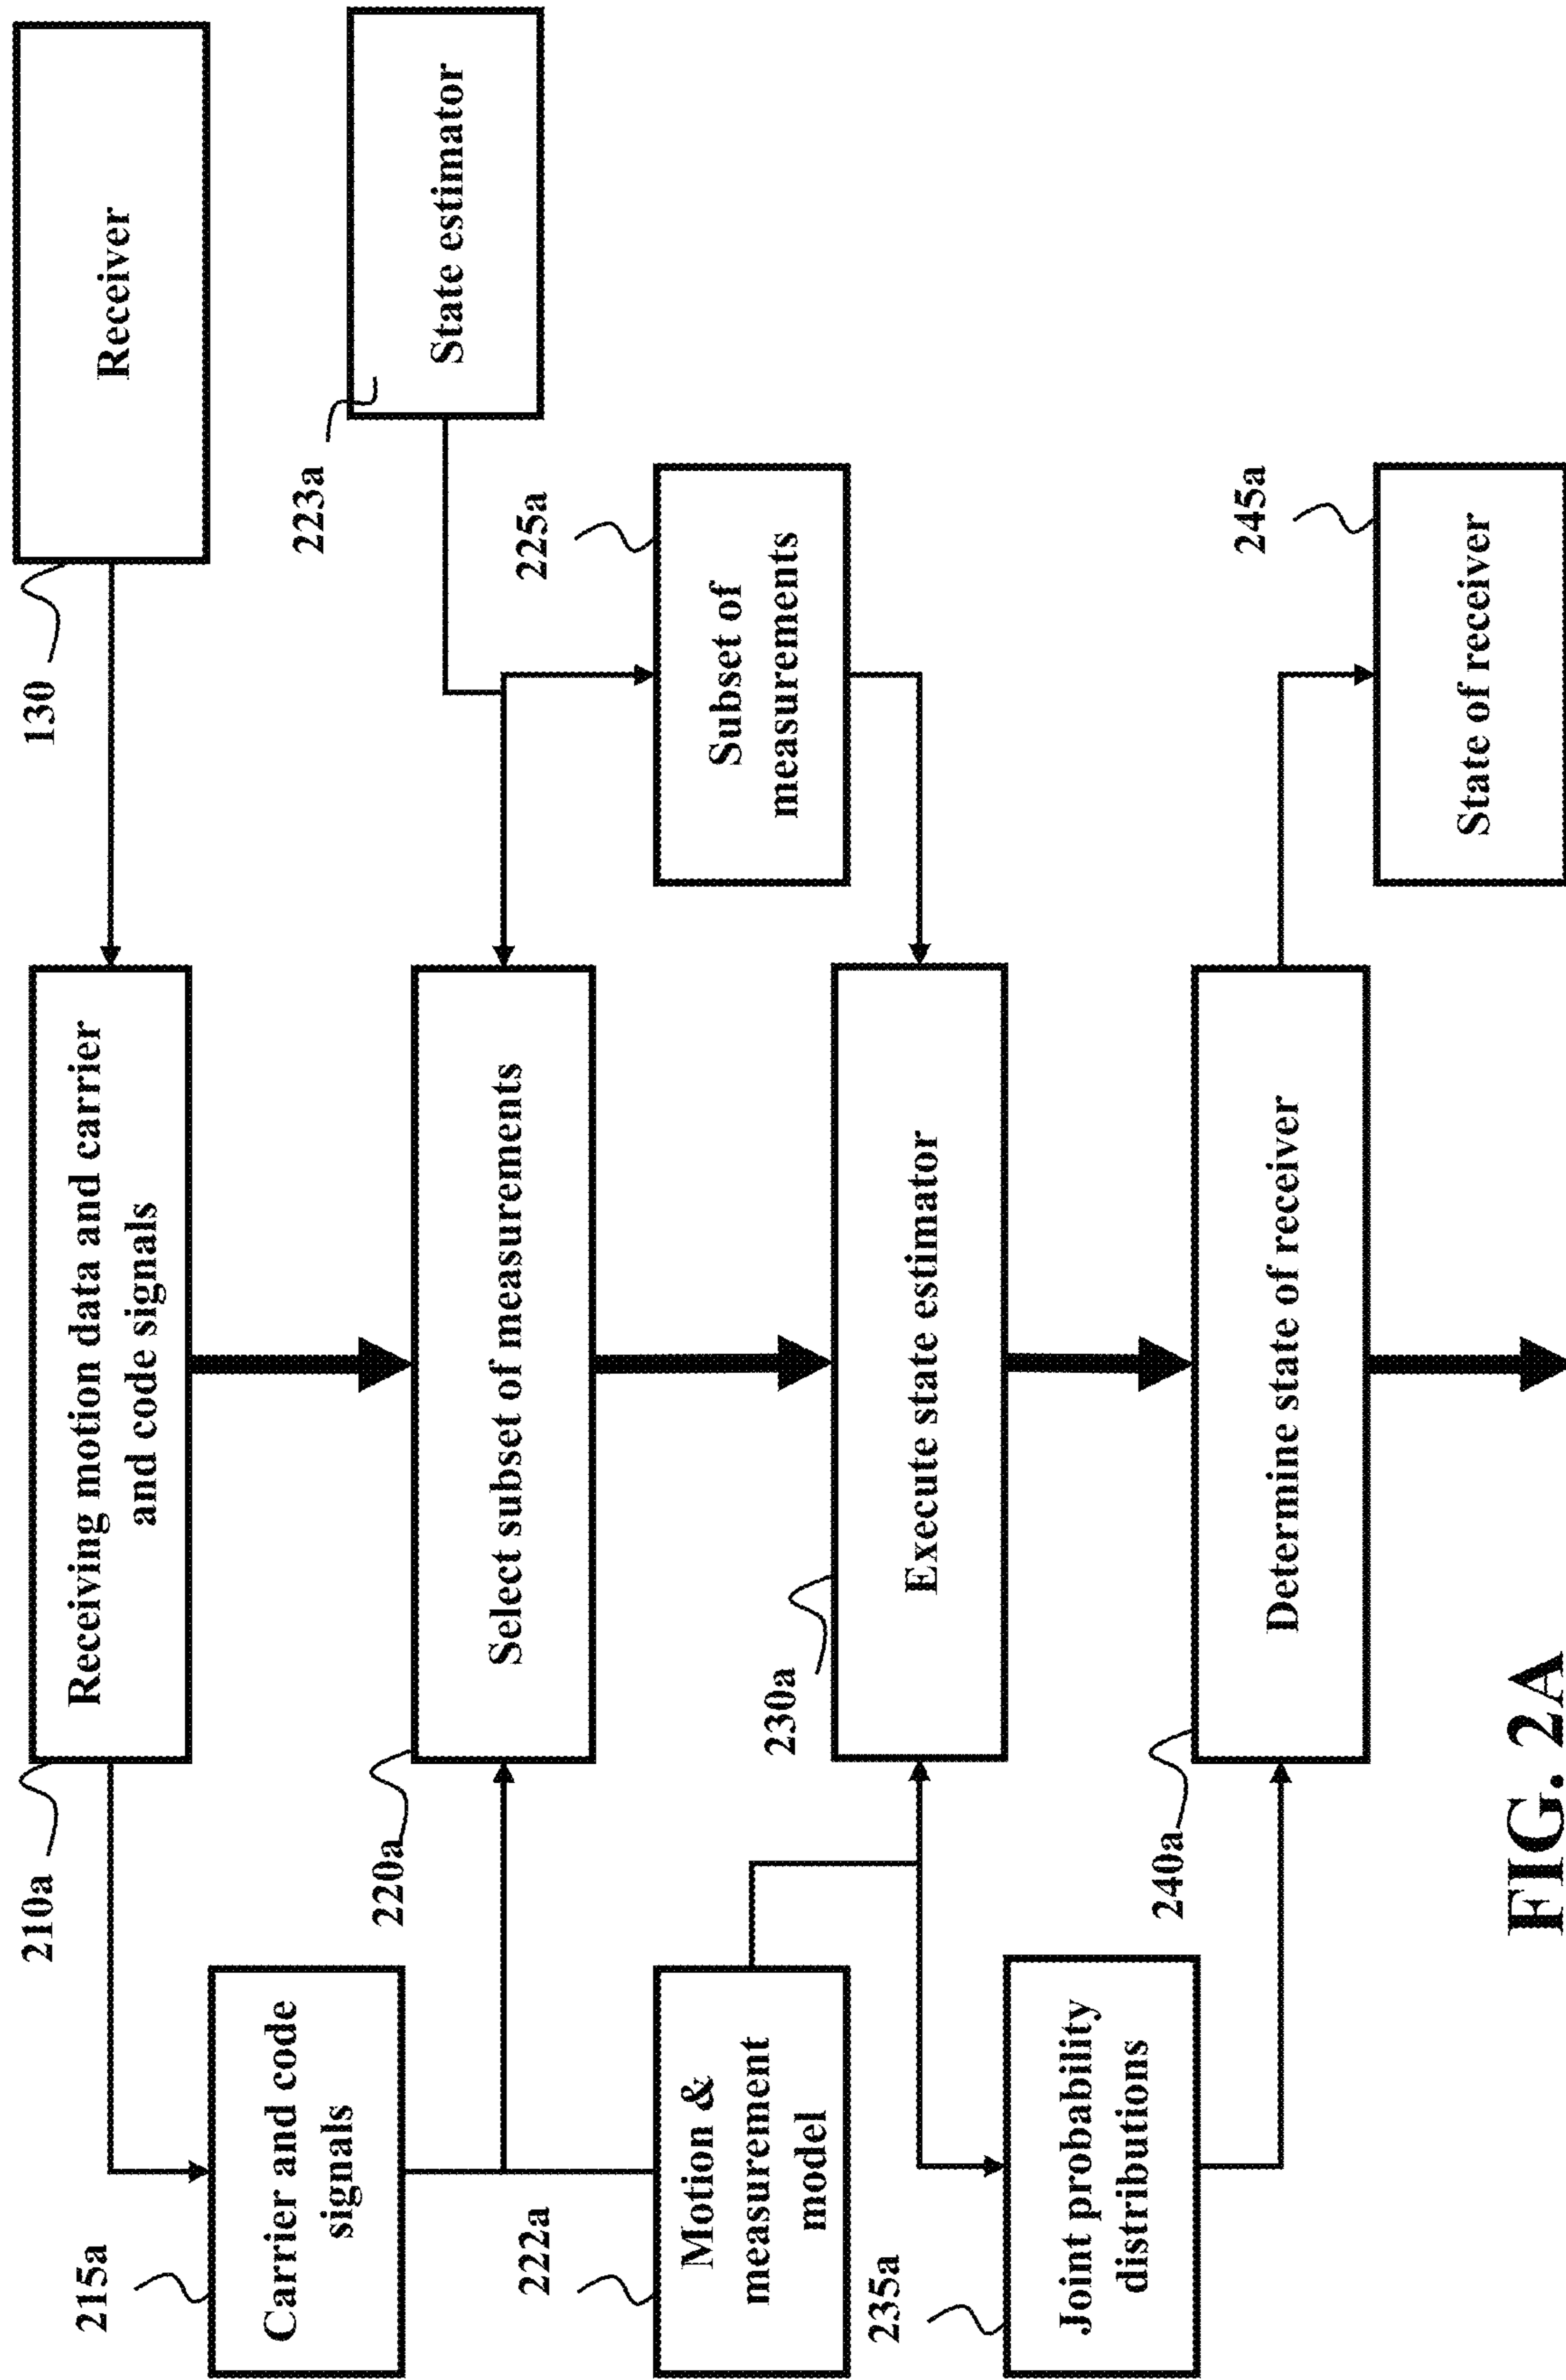 130
Receiver
210a
Receiving motion data and carrier
and code signals
215a
Carrier and code
signals
223a
State estimator
220a
Select subset of measurements
222a
Motion &
measurement
model
225a
Subset of
measurements
230a
Execute state estimator
235a
Joint probability
distributions
240a
Determine state of receiver
245a
State of receiver
FIG. 2A